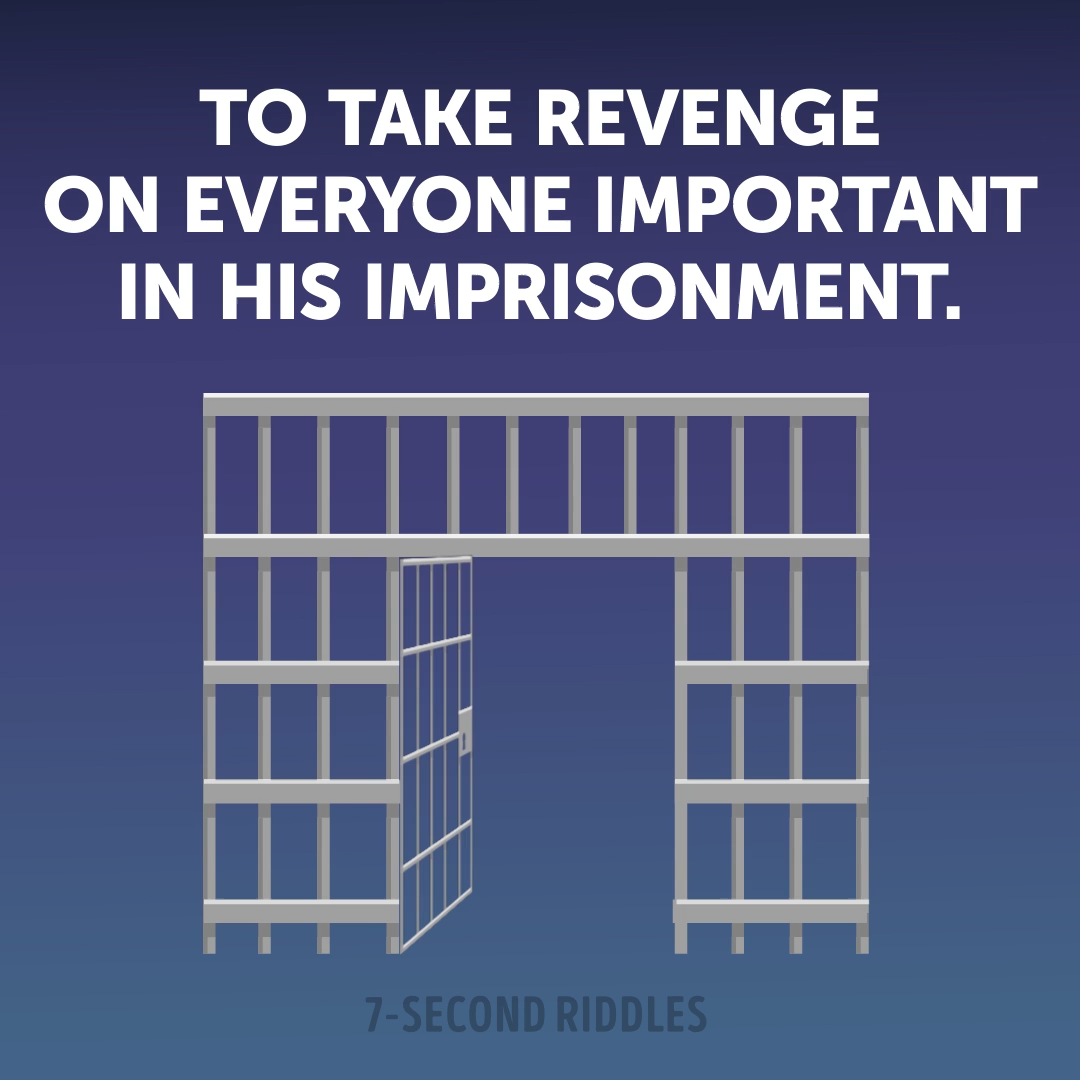 TO TAKE REVENGE
ON EVERYONE IMPORTANT
IN HIS IMPRISONMENT.
7-SECOND RIDDLES